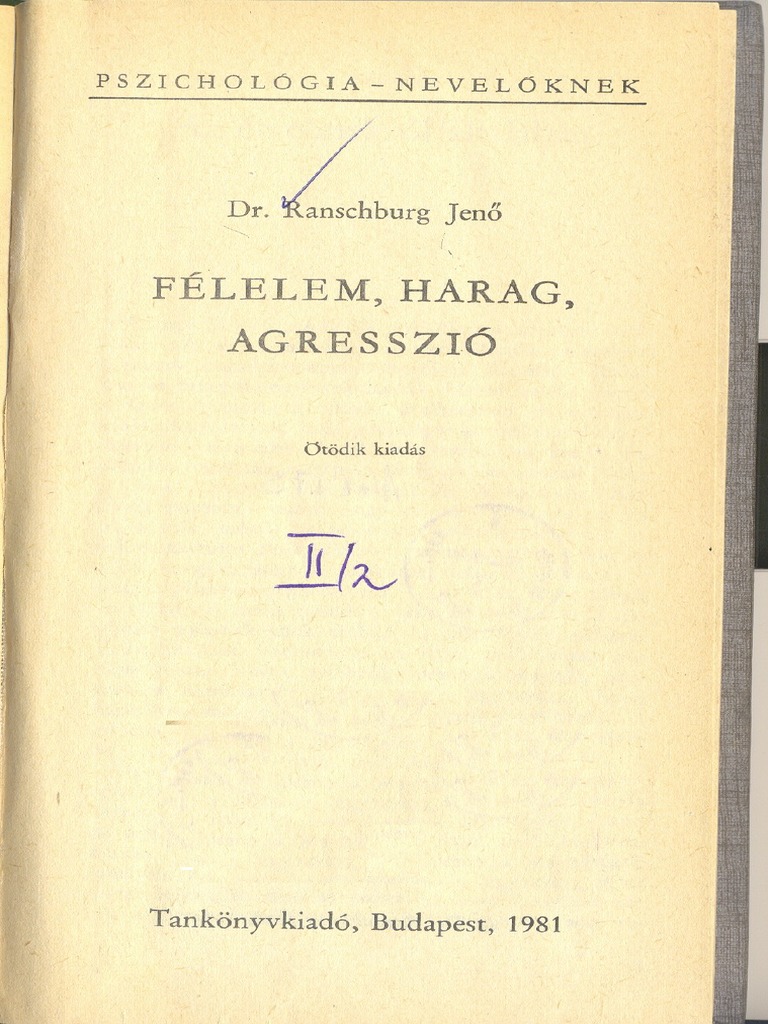 PSZICHOLÓGIA – NEVELŐKNEK
Dr. Ranschburg Jenő
FÉLELEM, HARAG,
AGRESSZIÓ
Ötödik kiadás
II/2
Tankönyvkiadó, Budapest, 1981